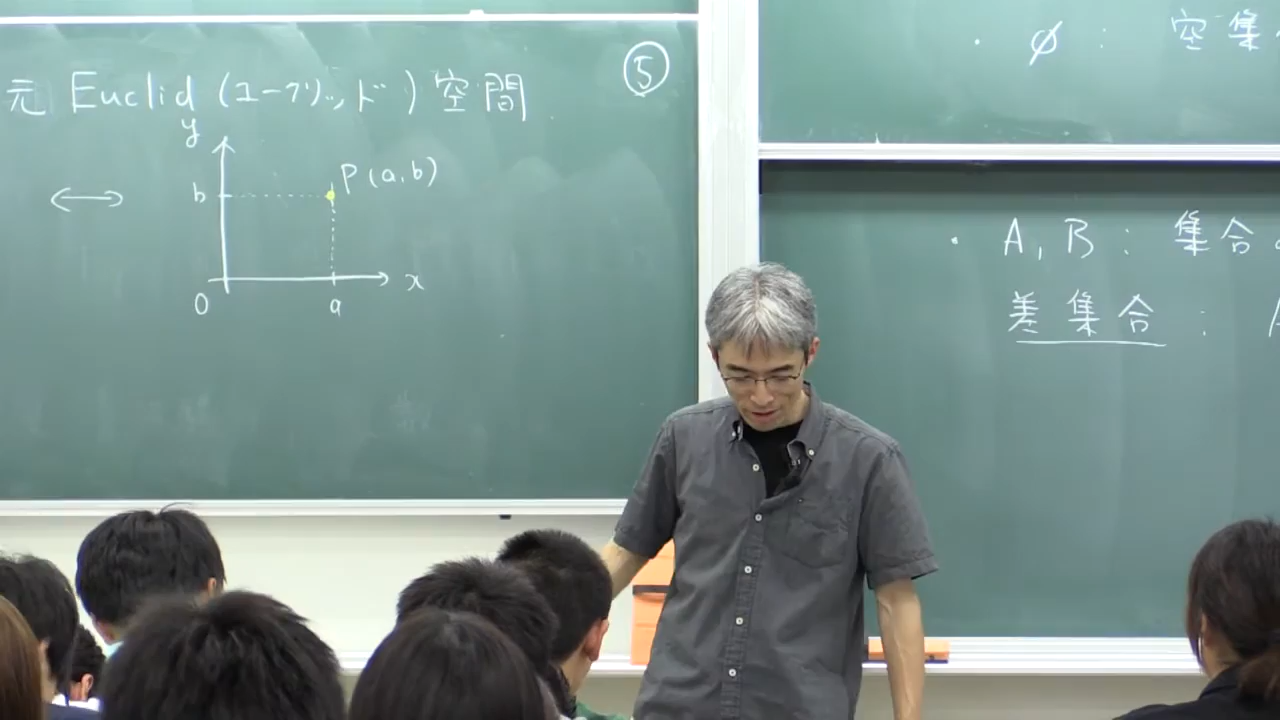 元 Euclid (ユークリッド) 空間
⑤
y
b
P (a, b)
⟷
x
0
a
・ ∅ : 空集
・ A, B : 集合
差集合 :